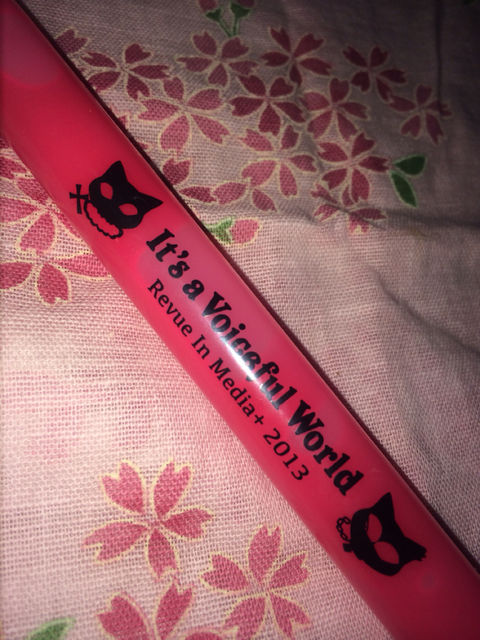 It's a Voiceful World
Revue In Media+ 2013